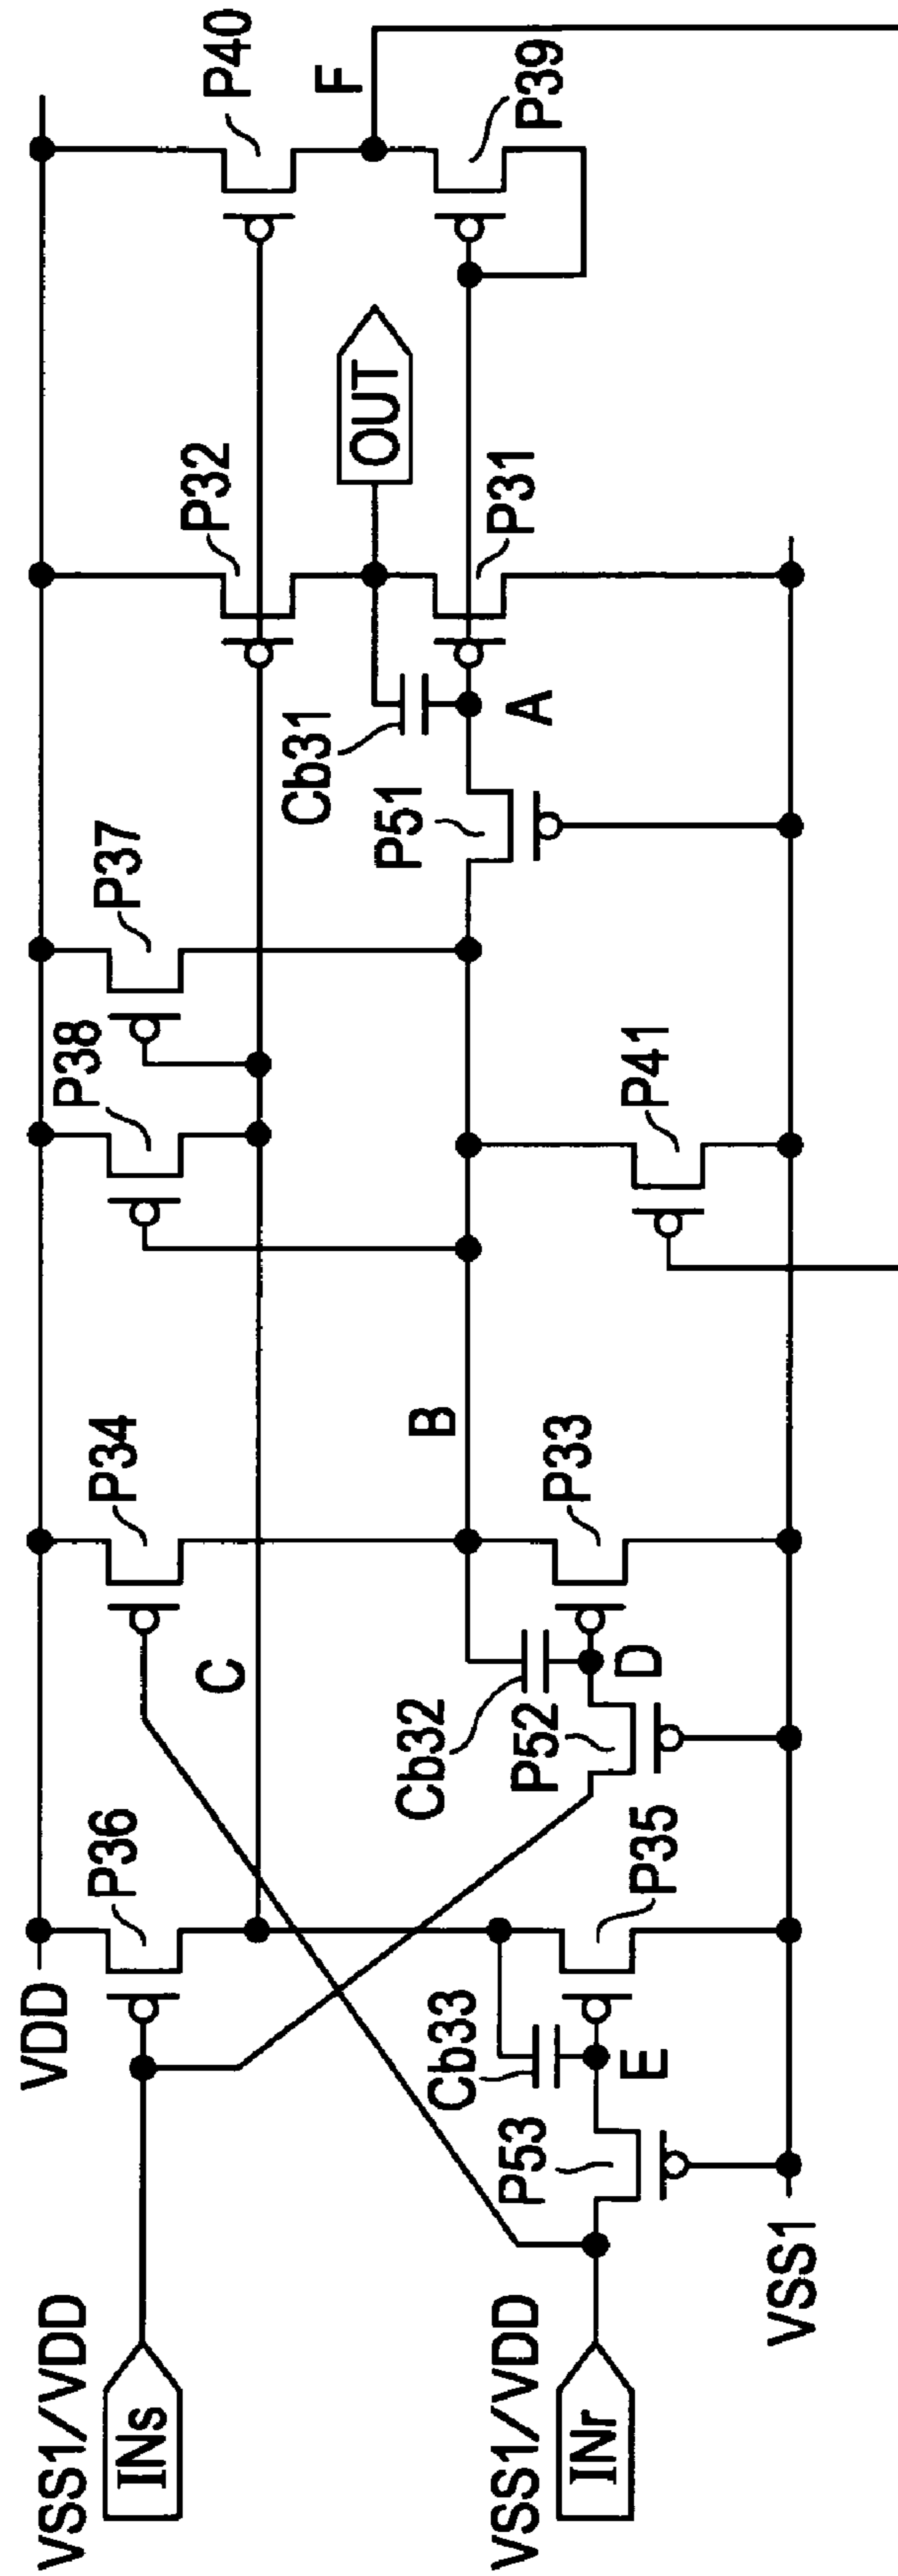 VSS1/VDD
INs
VSS1/VDD
INr
VSS1
VDD
P36
C
P34
P38
P37
P32
P40
F
P39
OUT
Cb31
P51
A
P31
B
P33
P41
Cb32
P52
D
P35
Cb33
P53
E